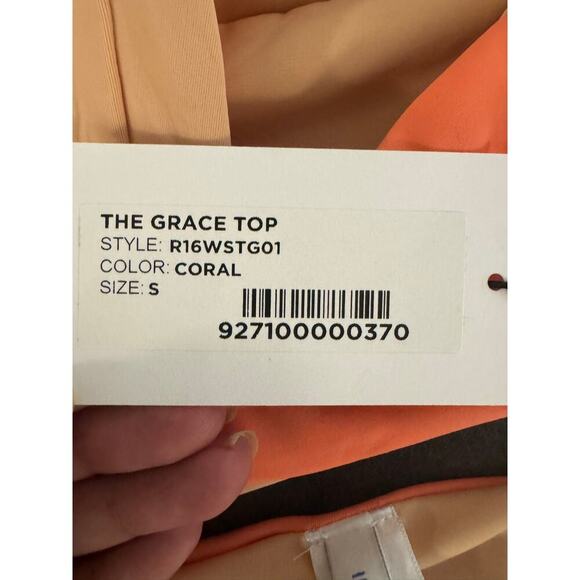 THE GRACE TOP
STYLE: R16WSTG01
COLOR: CORAL
SIZE: S
927100000370